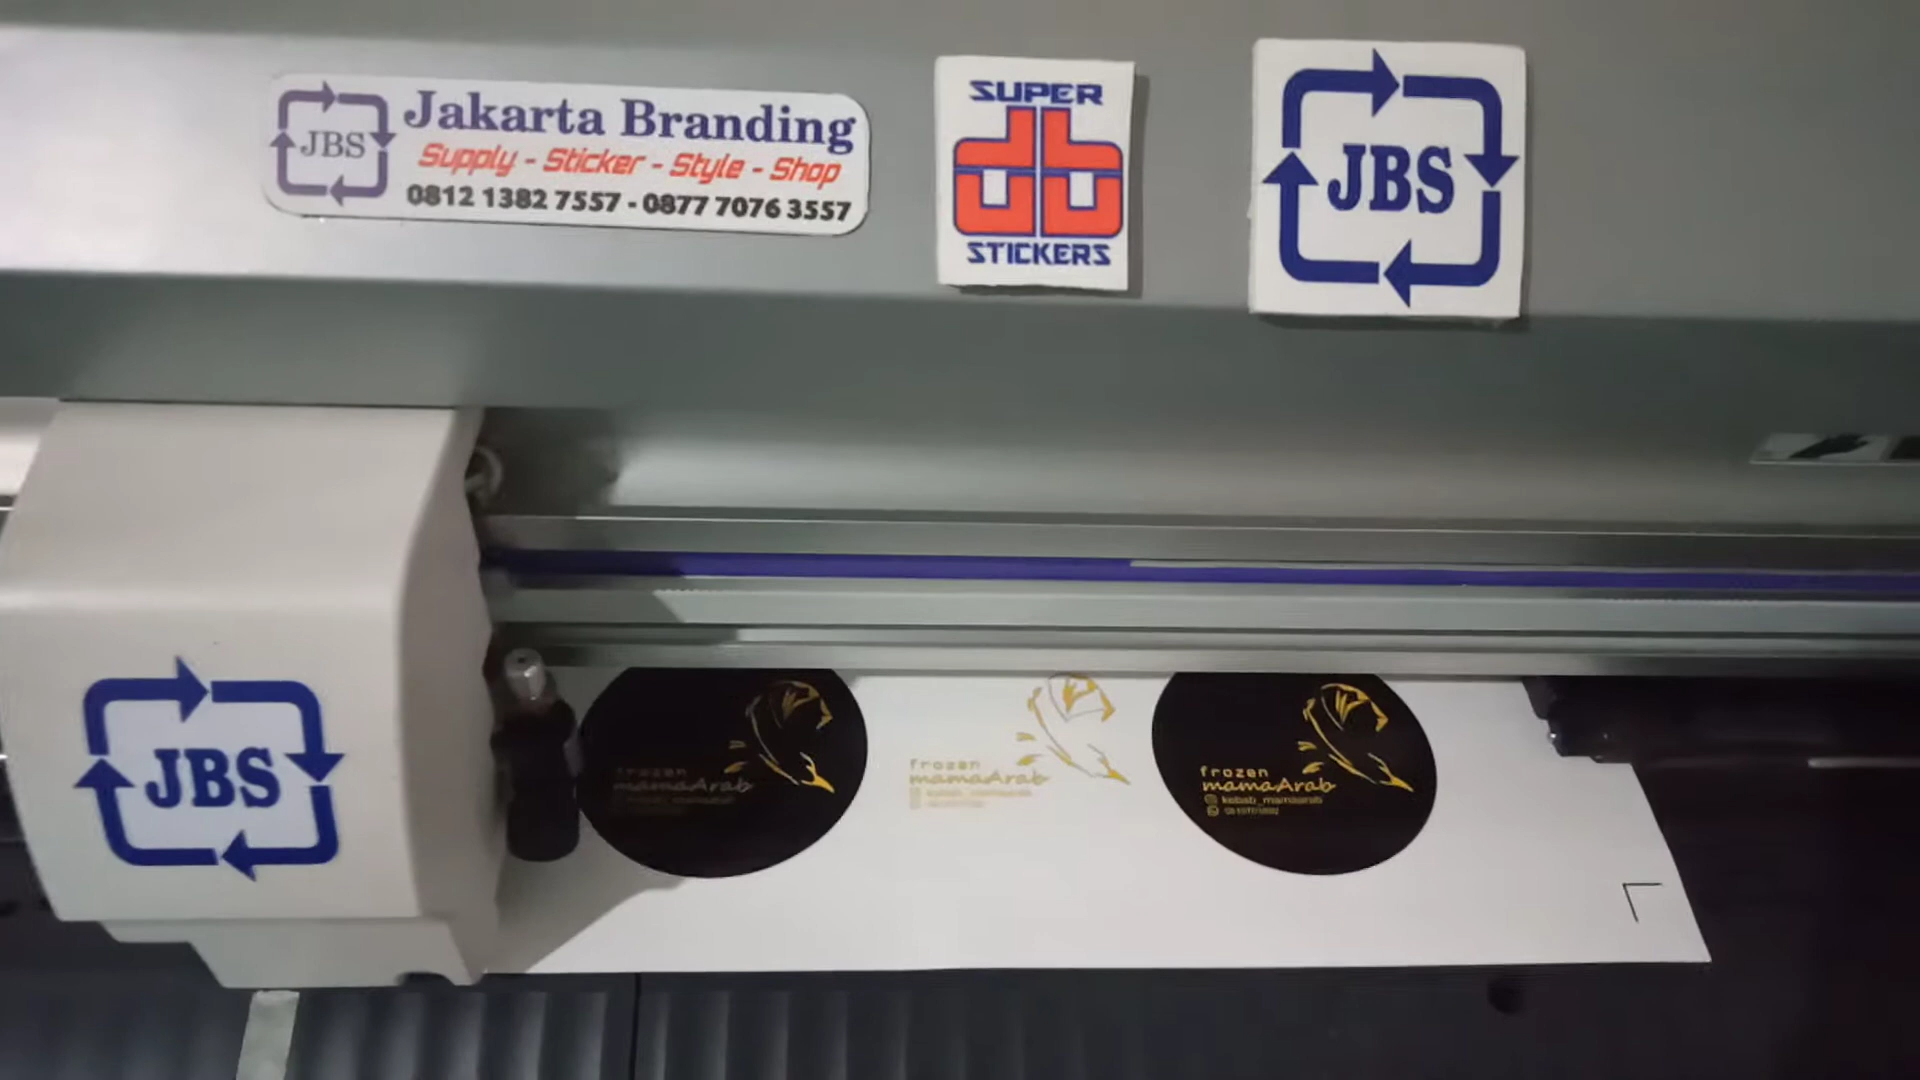 JBS
Jakarta Branding
Supply - Sticker - Style - Shop
0812 1382 7557 - 0877 7076 3557
SUPER
db
STICKERS
JBS
JBS
frozen
mamaArab
frozen
mamaArab
kebab_mamaarab
frozen
mamaArab
kebab_mamaarab